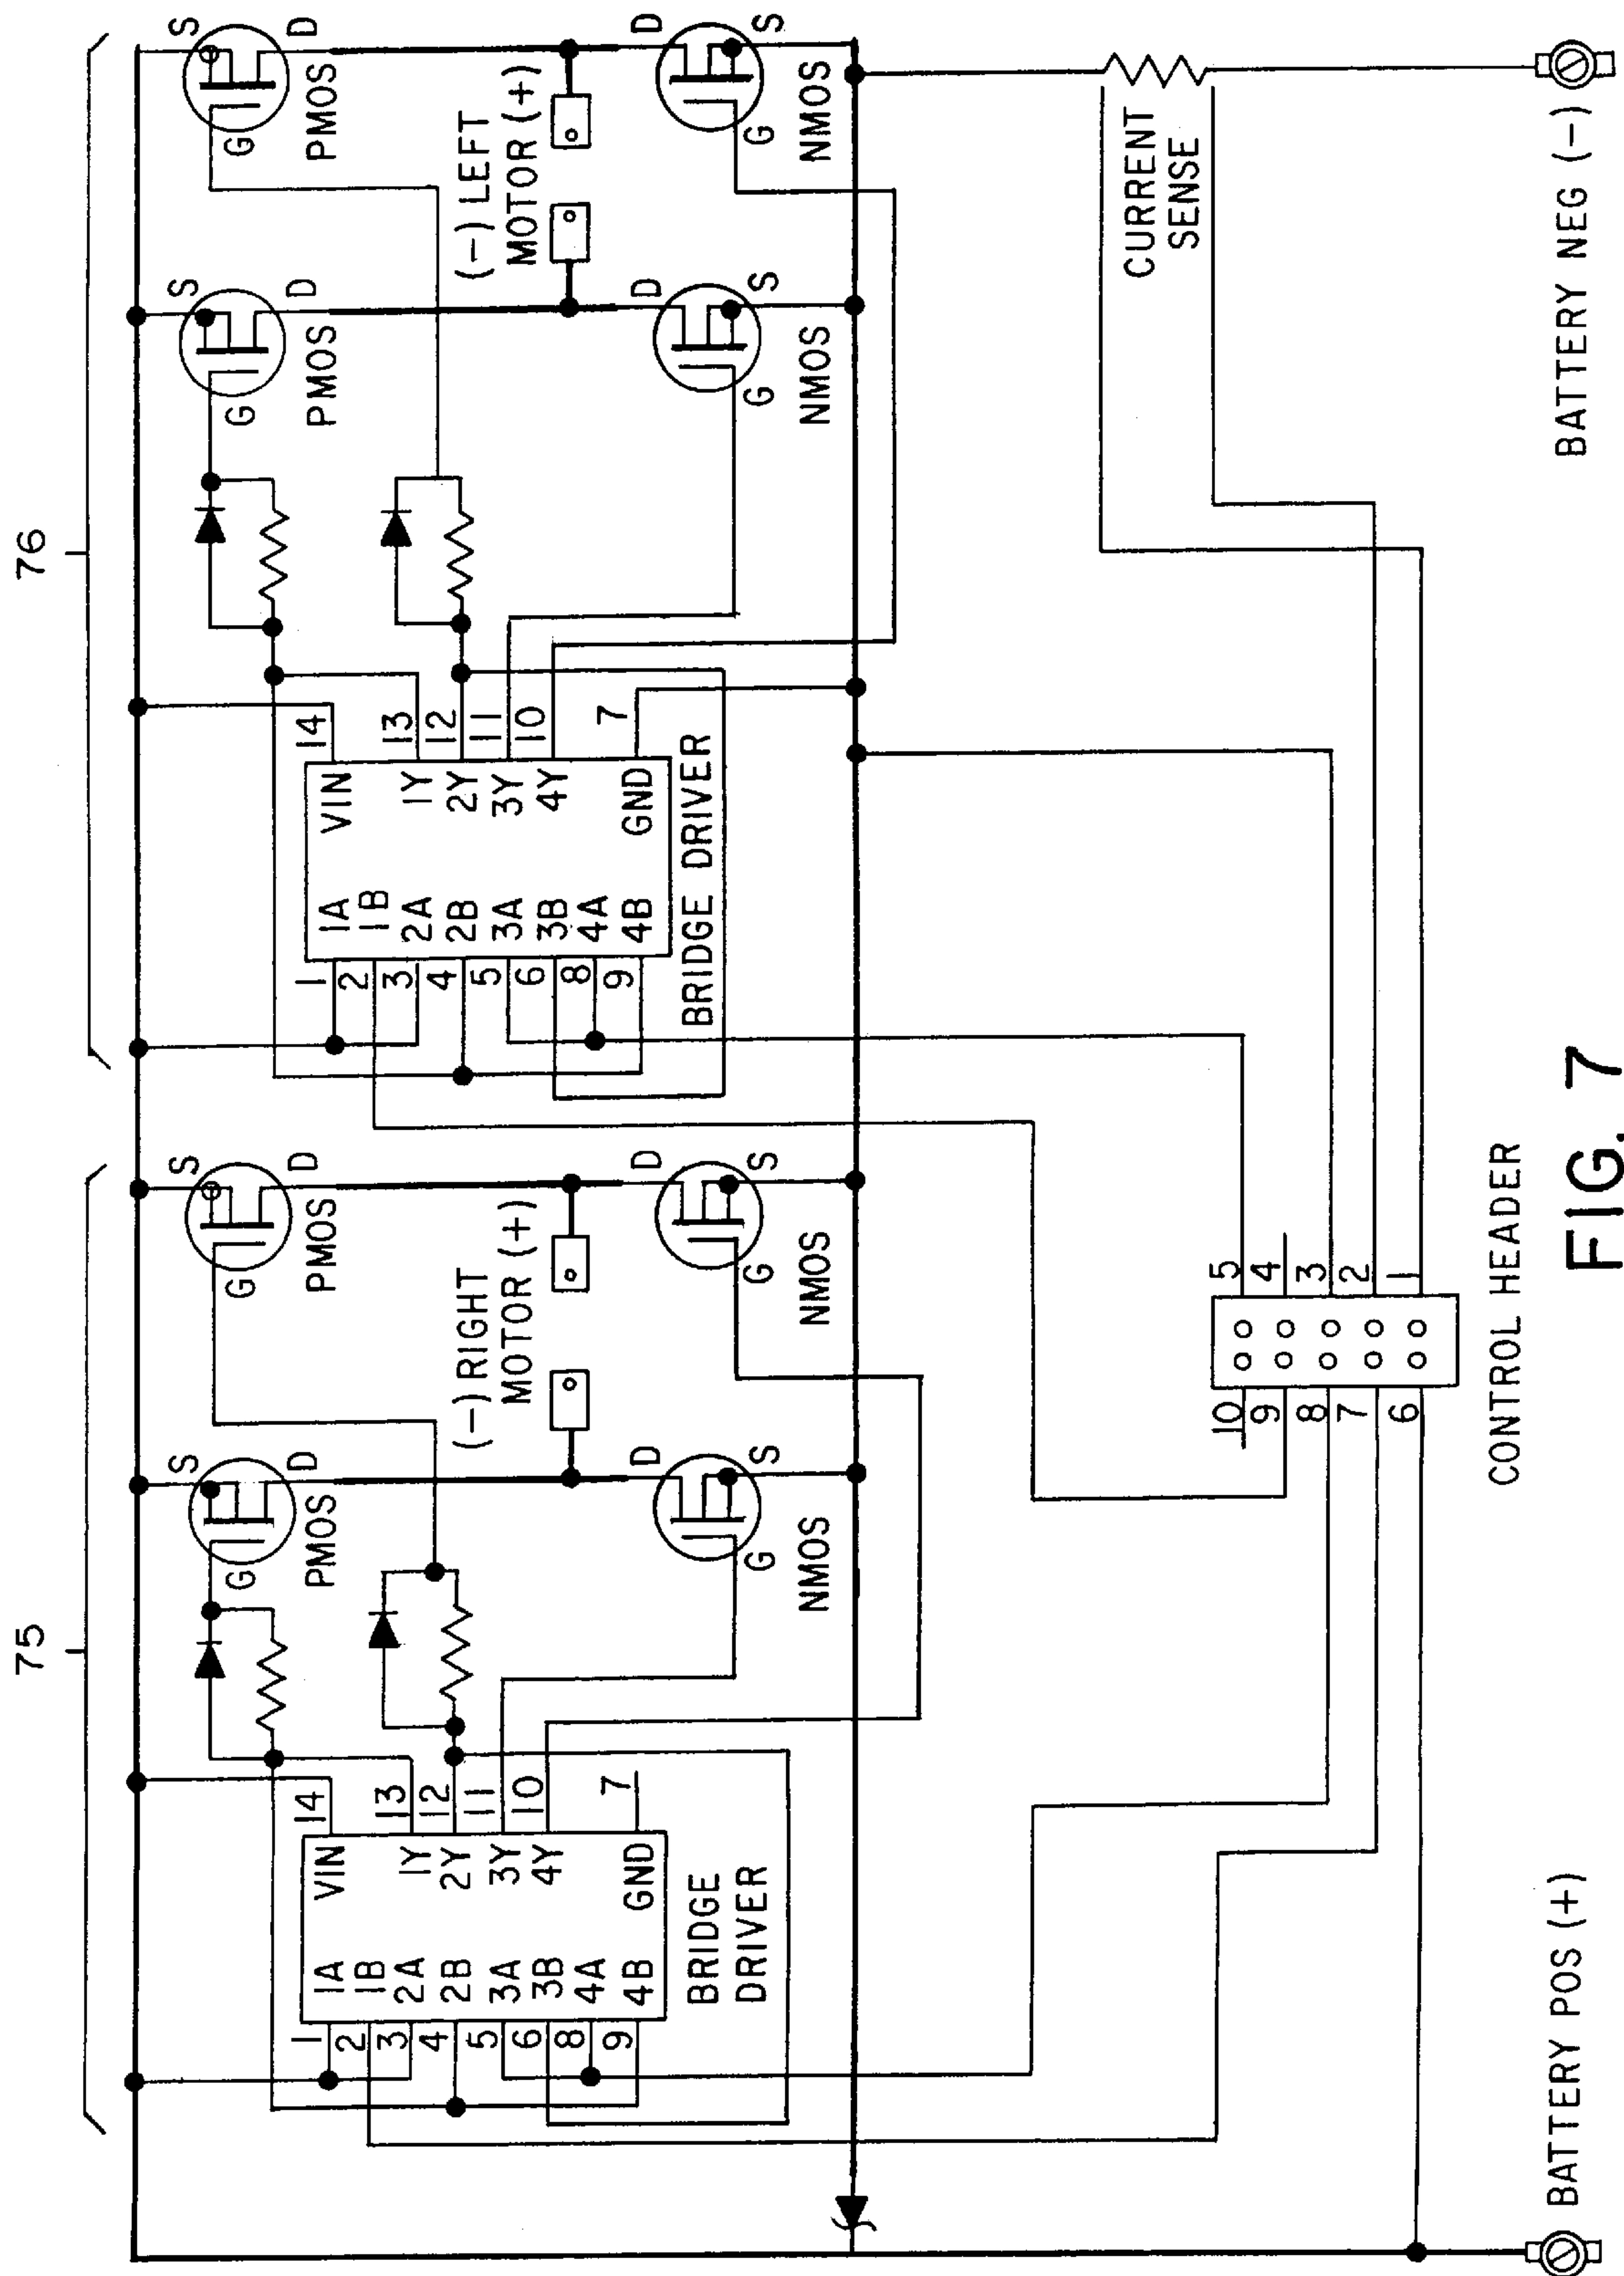 75
76
S
D
G
PMOS
S
D
G
PMOS
S
D
G
PMOS
S
D
G
PMOS
14
VIN
1A
1B
2A
2B
3A
3B
4A
4B
1Y
2Y
3Y
4Y
GND
1
2
3
4
5
6
8
9
13
12
11
10
7
BRIDGE
DRIVER
(-) RIGHT
MOTOR (+)
D
S
G
NMOS
D
S
G
NMOS
14
VIN
1A
1B
2A
2B
3A
3B
4A
4B
1Y
2Y
3Y
4Y
GND
1
2
3
4
5
6
8
9
13
12
11
10
7
BRIDGE DRIVER
(-) LEFT
MOTOR (+)
D
S
G
NMOS
D
S
G
NMOS
CURRENT
SENSE
10
9
8
7
6
5
4
3
2
1
CONTROL HEADER
BATTERY POS (+)
BATTERY NEG (-)
FIG. 7